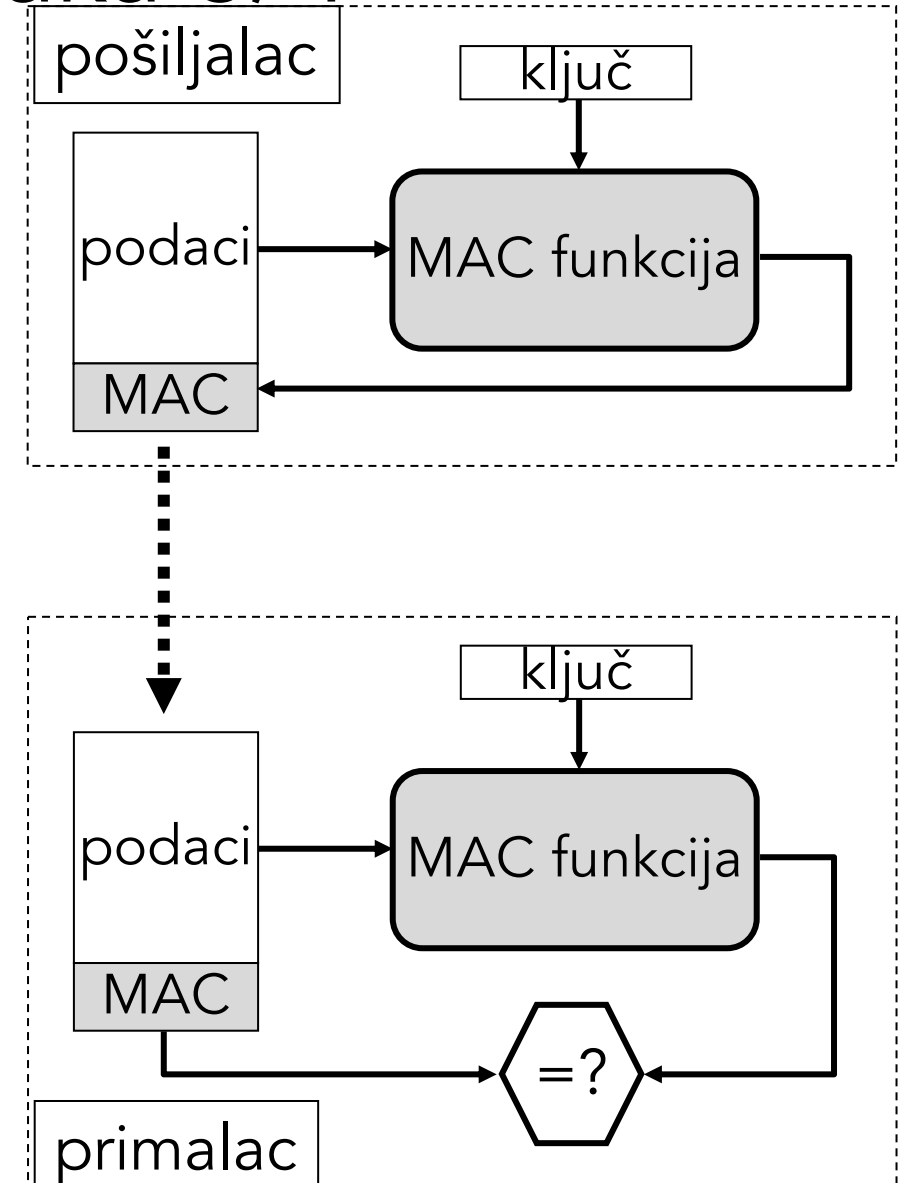 pošiljalac
ključ
podaci
MAC funkcija
MAC
ključ
podaci
MAC funkcija
MAC
=?
primalac